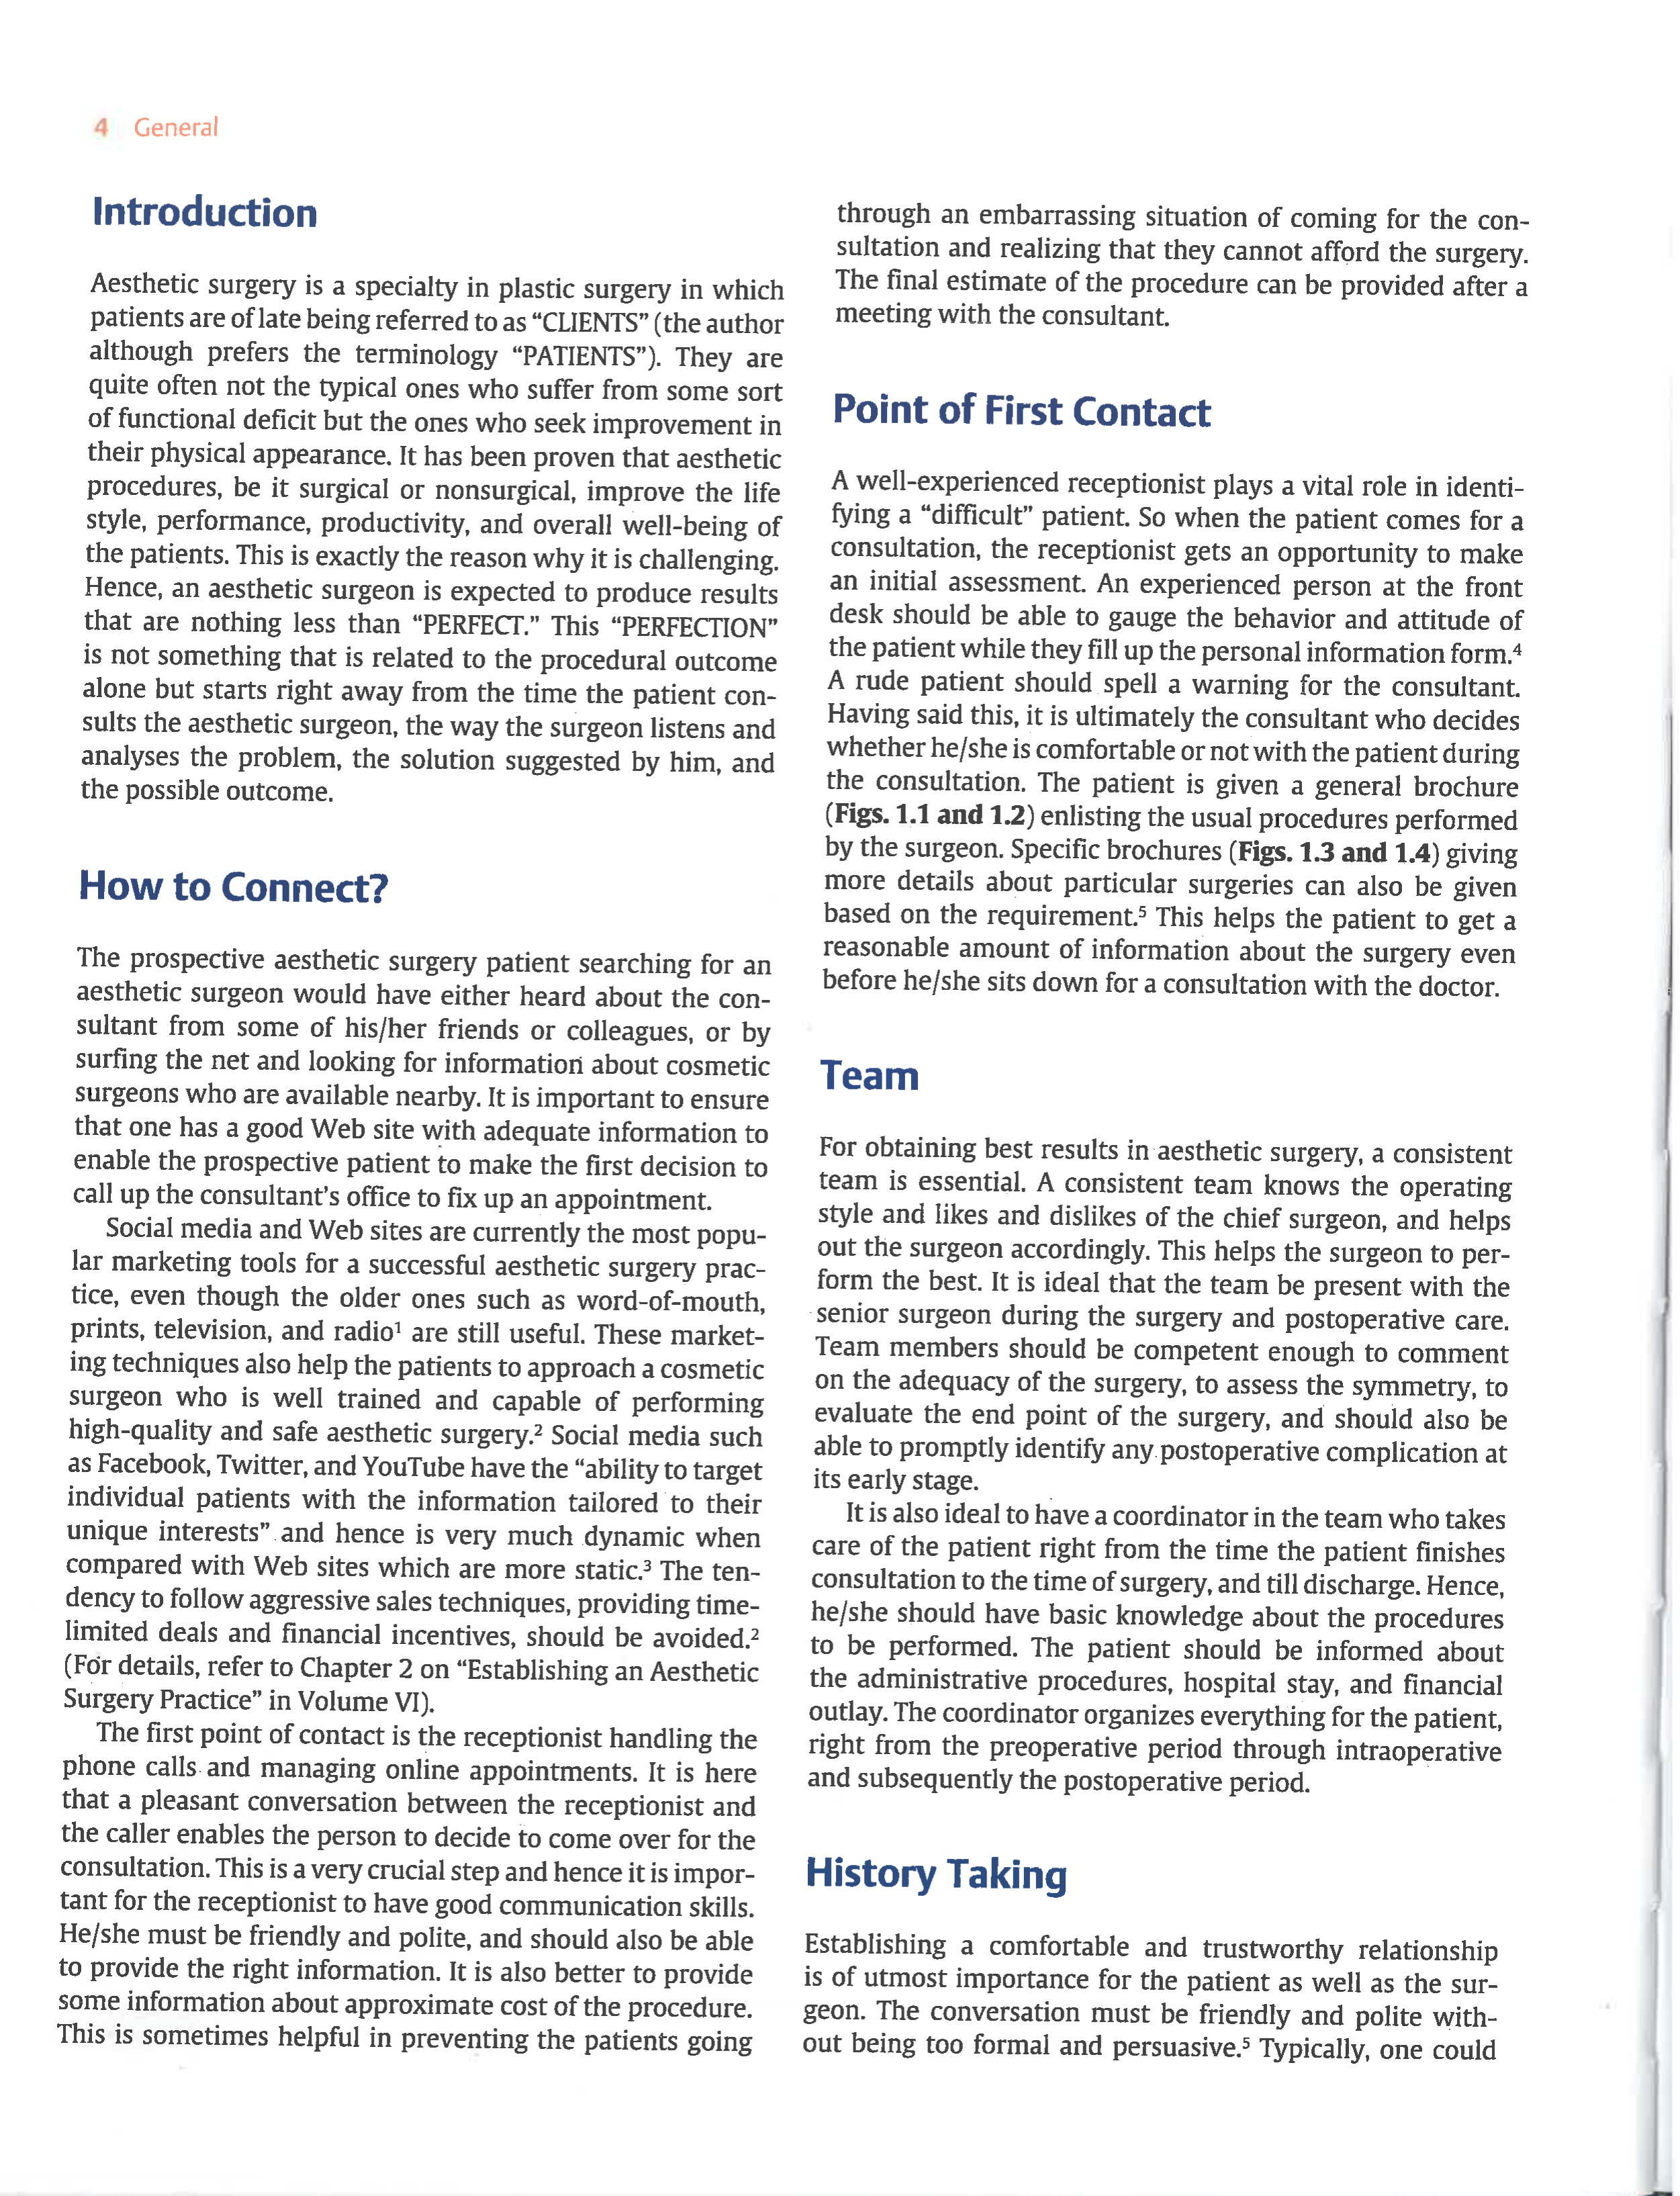 4 General
Introduction
Aesthetic surgery is a specialty in plastic surgery in which
patients are of late being referred to as “CLIENTS” (the author
although prefers the terminology “PATIENTS”). They are
quite often not the typical ones who suffer from some sort
of functional deficit but the ones who seek improvement in
their physical appearance. It has been proven that aesthetic
procedures, be it surgical or nonsurgical, improve the life
style, performance, productivity, and overall well-being of
the patients. This is exactly the reason why it is challenging.
Hence, an aesthetic surgeon is expected to produce results
that are nothing less than “PERFECT.” This “PERFECTION”
is not something that is related to the procedural outcome
alone but starts right away from the time the patient con-
sults the aesthetic surgeon, the way the surgeon listens and
analyses the problem, the solution suggested by him, and
the possible outcome.
How to Connect?
The prospective aesthetic surgery patient searching for an
aesthetic surgeon would have either heard about the con-
sultant from some of his/her friends or colleagues, or by
surfing the net and looking for information about cosmetic
surgeons who are available nearby. It is important to ensure
that one has a good Web site with adequate information to
enable the prospective patient to make the first decision to
call up the consultant’s office to fix up an appointment.
Social media and Web sites are currently the most popu-
lar marketing tools for a successful aesthetic surgery prac-
tice, even though the older ones such as word-of-mouth,
prints, television, and radio¹ are still useful. These market-
ing techniques also help the patients to approach a cosmetic
surgeon who is well trained and capable of performing
high-quality and safe aesthetic surgery.² Social media such
as Facebook, Twitter, and YouTube have the “ability to target
individual patients with the information tailored to their
unique interests” and hence is very much dynamic when
compared with Web sites which are more static.³ The ten-
dency to follow aggressive sales techniques, providing time-
limited deals and financial incentives, should be avoided.²
(For details, refer to Chapter 2 on “Establishing an Aesthetic
Surgery Practice” in Volume VI).
The first point of contact is the receptionist handling the
phone calls and managing online appointments. It is here
that a pleasant conversation between the receptionist and
the caller enables the person to decide to come over for the
consultation. This is a very crucial step and hence it is impor-
tant for the receptionist to have good communication skills.
He/she must be friendly and polite, and should also be able
to provide the right information. It is also better to provide
some information about approximate cost of the procedure.
This is sometimes helpful in preventing the patients going
through an embarrassing situation of coming for the con-
sultation and realizing that they cannot afford the surgery.
The final estimate of the procedure can be provided after a
meeting with the consultant.
Point of First Contact
A well-experienced receptionist plays a vital role in identi-
fying a “difficult” patient. So when the patient comes for a
consultation, the receptionist gets an opportunity to make
an initial assessment. An experienced person at the front
desk should be able to gauge the behavior and attitude of
the patient while they fill up the personal information form.⁴
A rude patient should spell a warning for the consultant.
Having said this, it is ultimately the consultant who decides
whether he/she is comfortable or not with the patient during
the consultation. The patient is given a general brochure
(Figs. 1.1 and 1.2) enlisting the usual procedures performed
by the surgeon. Specific brochures (Figs. 1.3 and 1.4) giving
more details about particular surgeries can also be given
based on the requirement.⁵ This helps the patient to get a
reasonable amount of information about the surgery even
before he/she sits down for a consultation with the doctor.
Team
For obtaining best results in aesthetic surgery, a consistent
team is essential. A consistent team knows the operating
style and likes and dislikes of the chief surgeon, and helps
out the surgeon accordingly. This helps the surgeon to per-
form the best. It is ideal that the team be present with the
senior surgeon during the surgery and postoperative care.
Team members should be competent enough to comment
on the adequacy of the surgery, to assess the symmetry, to
evaluate the end point of the surgery, and should also be
able to promptly identify any postoperative complication at
its early stage.
It is also ideal to have a coordinator in the team who takes
care of the patient right from the time the patient finishes
consultation to the time of surgery, and till discharge. Hence,
he/she should have basic knowledge about the procedures
to be performed. The patient should be informed about
the administrative procedures, hospital stay, and financial
outlay. The coordinator organizes everything for the patient,
right from the preoperative period through intraoperative
and subsequently the postoperative period.
History Taking
Establishing a comfortable and trustworthy relationship
is of utmost importance for the patient as well as the sur-
geon. The conversation must be friendly and polite with-
out being too formal and persuasive.⁵ Typically, one could